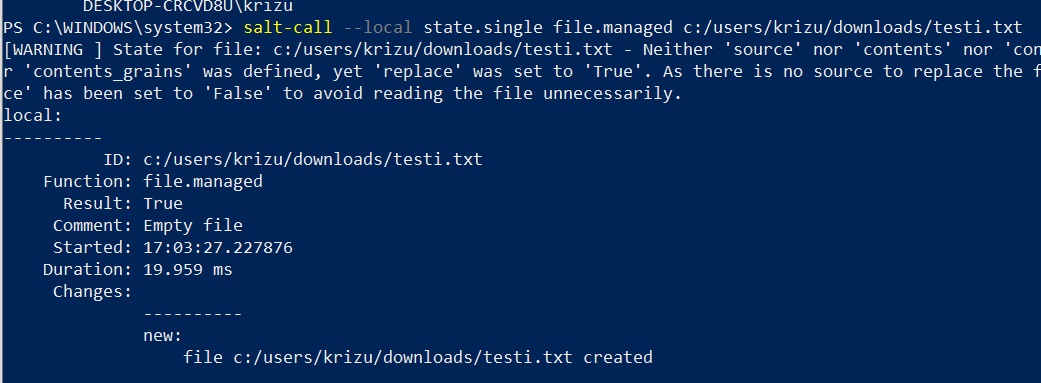 DESKTOP-CRCVD8U\krizu
PS C:\WINDOWS\system32> salt-call --local state.single file.managed c:/users/krizu/downloads/testi.txt
[WARNING ] State for file: c:/users/krizu/downloads/testi.txt - Neither 'source' nor 'contents' nor 'con
r 'contents_grains' was defined, yet 'replace' was set to 'True'. As there is no source to replace the f
ce' has been set to 'False' to avoid reading the file unnecessarily.
local:
----------
ID: c:/users/krizu/downloads/testi.txt
Function: file.managed
Result: True
Comment: Empty file
Started: 17:03:27.227876
Duration: 19.959 ms
Changes:
----------
new:
file c:/users/krizu/downloads/testi.txt created